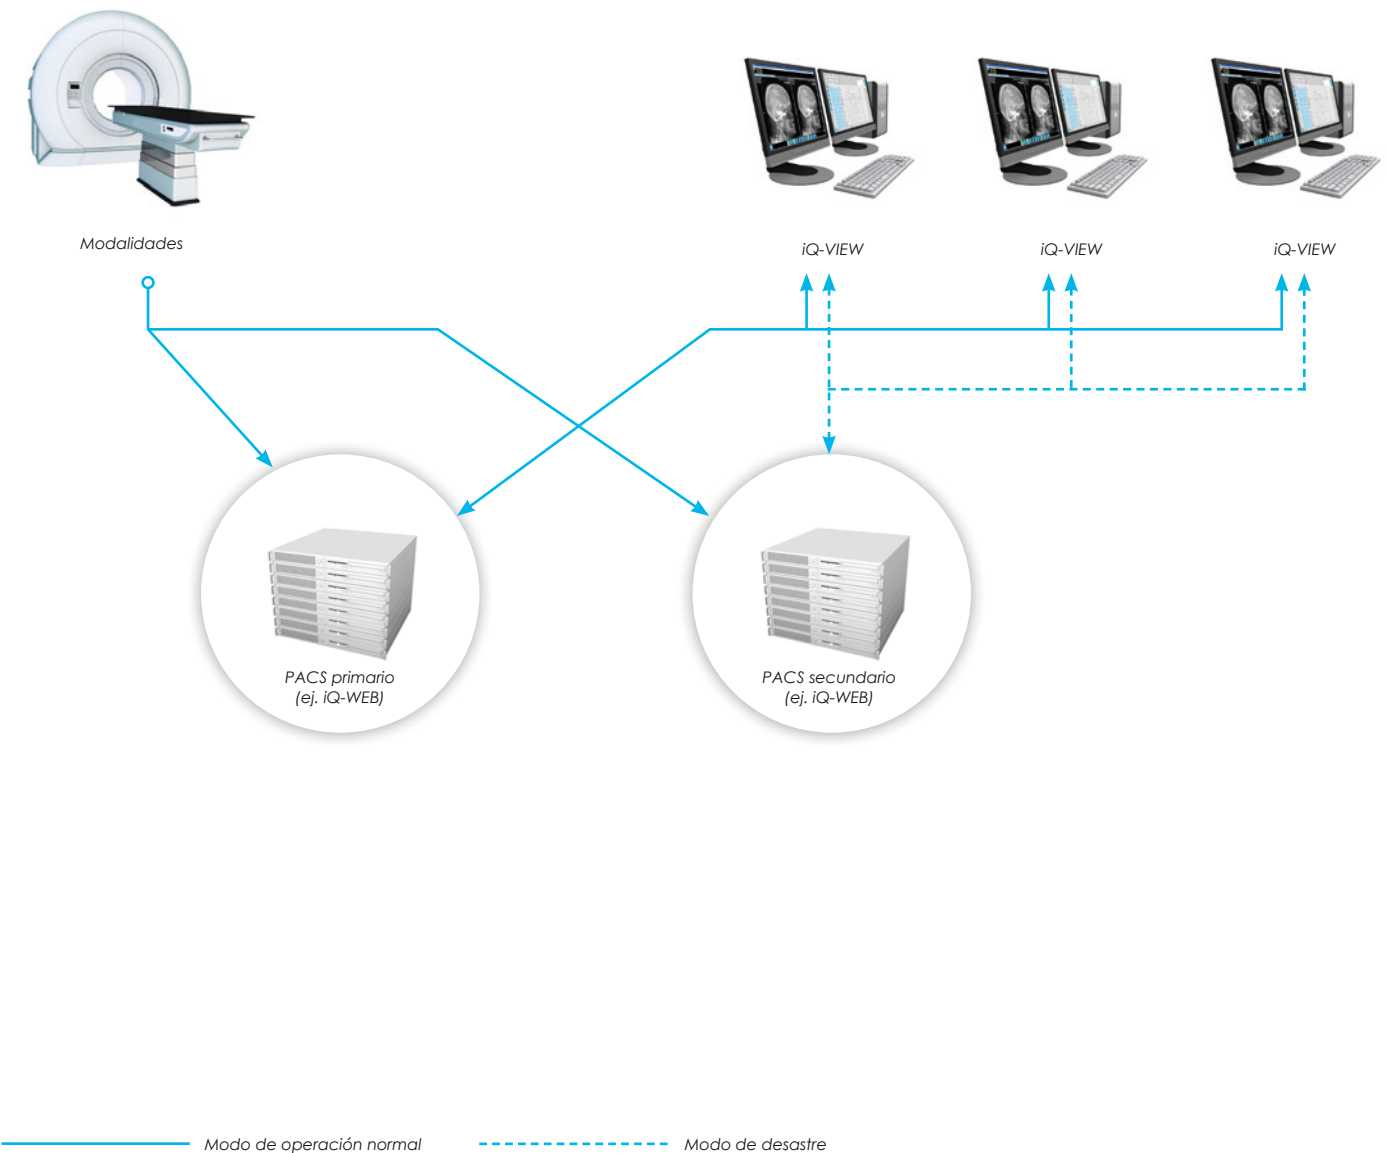 Modalidades
iQ-VIEW
iQ-VIEW
iQ-VIEW
PACS primario
(ej. iQ-WEB)
PACS secundario
(ej. iQ-WEB)
Modo de operación normal
Modo de desastre